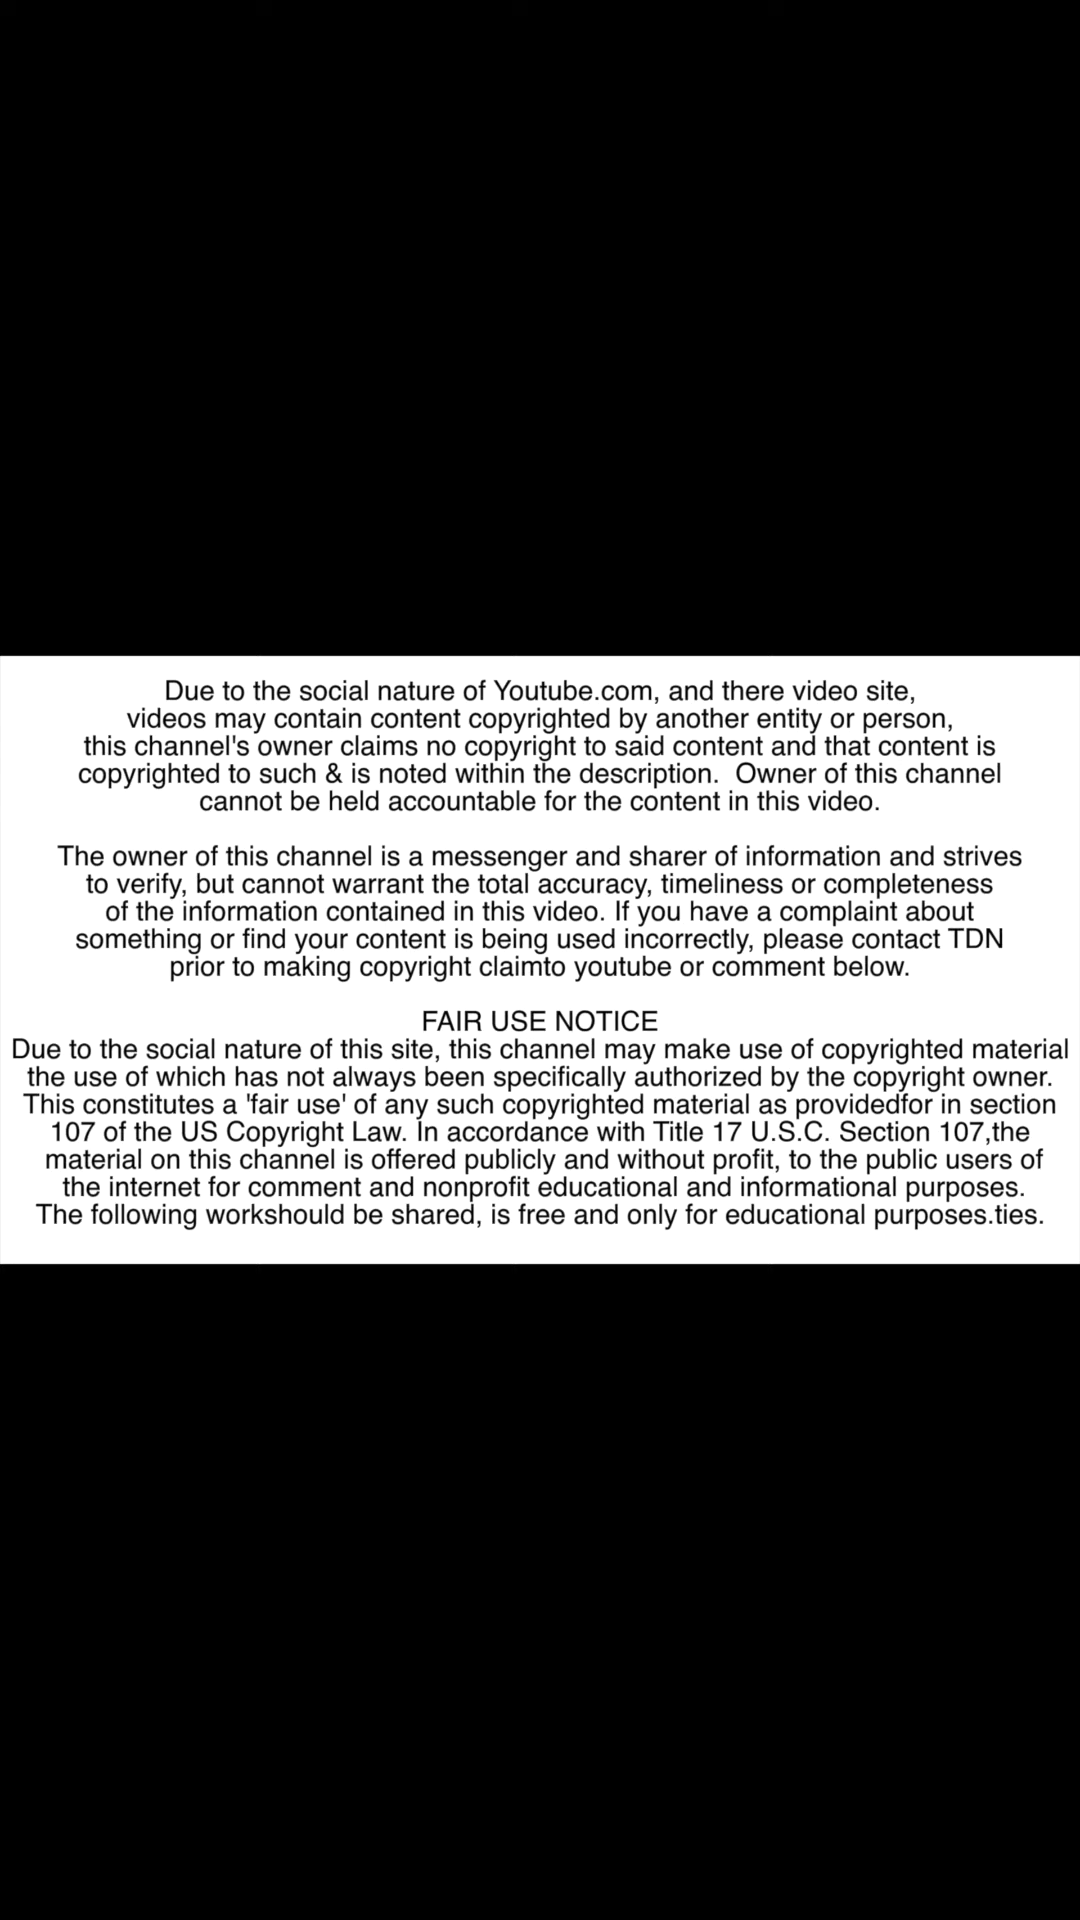 Due to the social nature of Youtube.com, and there video site,
videos may contain content copyrighted by another entity or person,
this channel's owner claims no copyright to said content and that content is
copyrighted to such & is noted within the description.  Owner of this channel
cannot be held accountable for the content in this video.
The owner of this channel is a messenger and sharer of information and strives
to verify, but cannot warrant the total accuracy, timeliness or completeness
of the information contained in this video. If you have a complaint about
something or find your content is being used incorrectly, please contact TDN
prior to making copyright claimto youtube or comment below.
FAIR USE NOTICE
Due to the social nature of this site, this channel may make use of copyrighted material
the use of which has not always been specifically authorized by the copyright owner.
This constitutes a 'fair use' of any such copyrighted material as providedfor in section
107 of the US Copyright Law. In accordance with Title 17 U.S.C. Section 107,the
material on this channel is offered publicly and without profit, to the public users of
the internet for comment and nonprofit educational and informational purposes.
The following workshould be shared, is free and only for educational purposes.ties.